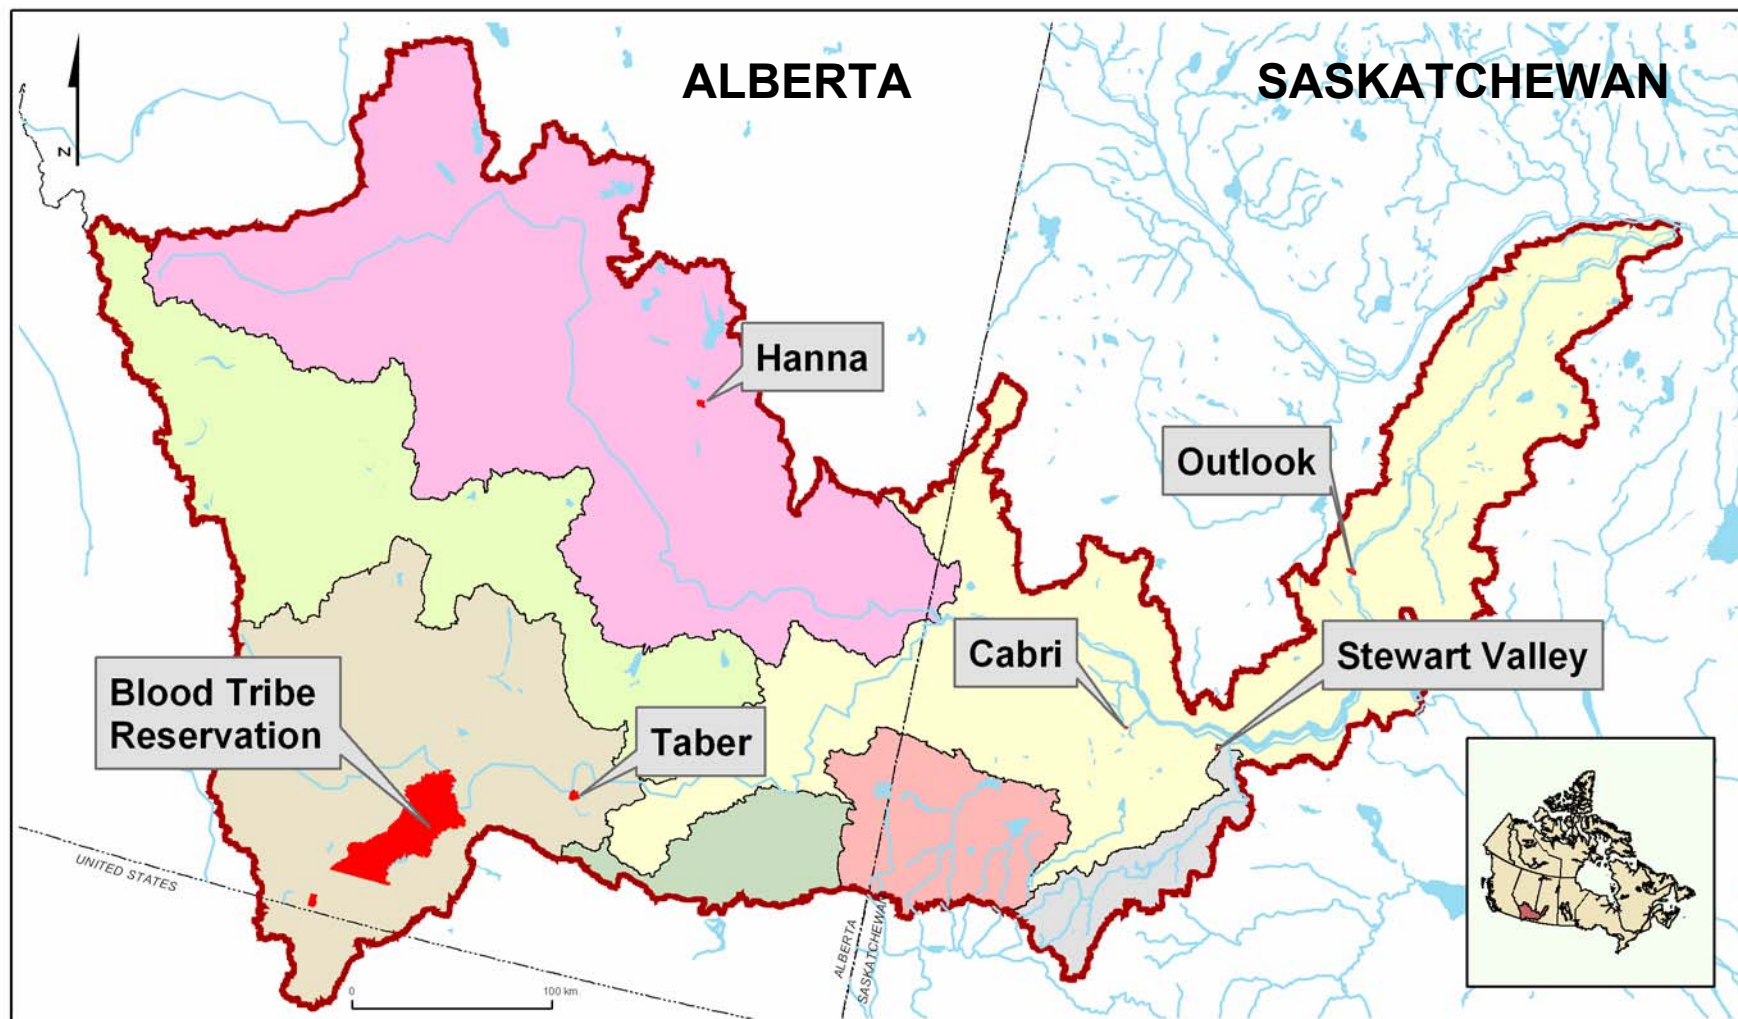 ALBERTA
SASKATCHEWAN
N
Hanna
Outlook
Cabri
Stewart Valley
Blood Tribe
Reservation
Taber
UNITED STATES
ALBERTA
SASKATCHEWAN
0
100 km